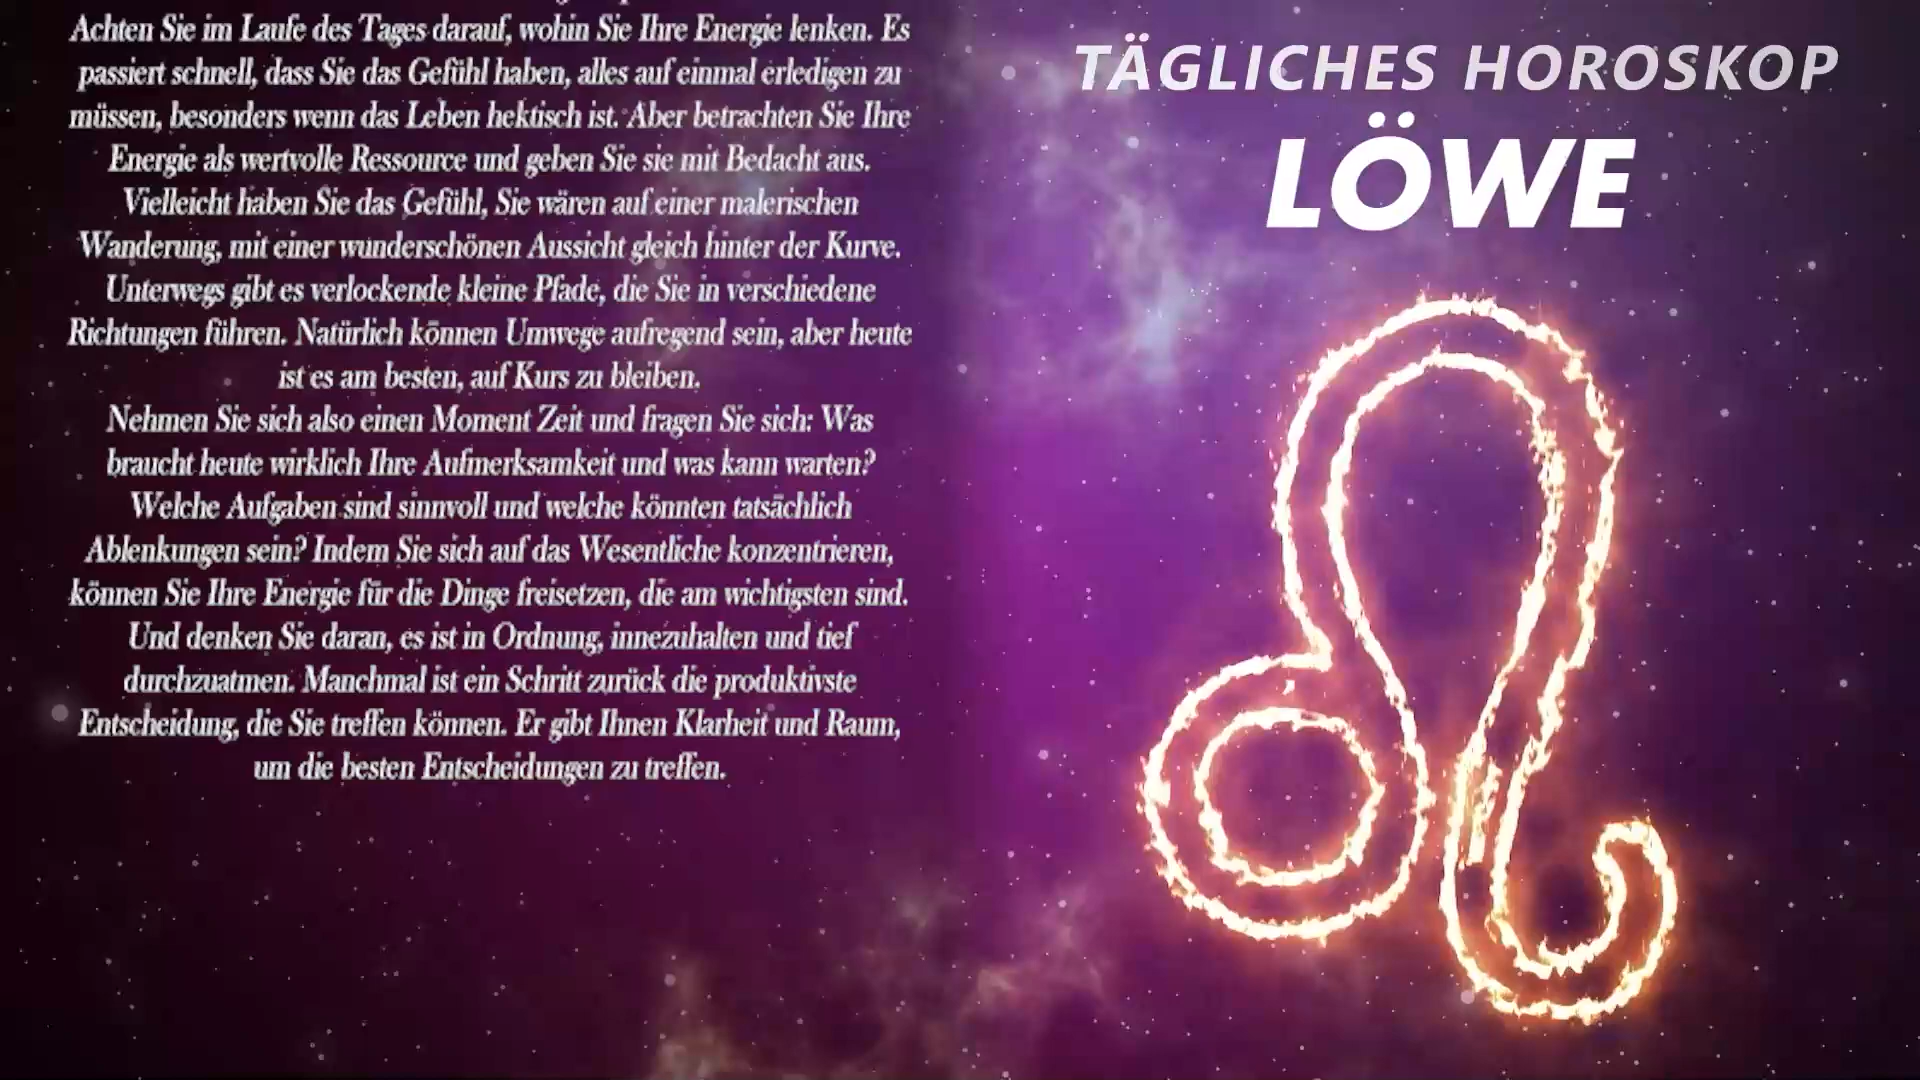 Achten Sie im Laufe des Tages darauf, wohin Sie Ihre Energie lenken. Es
passiert schnell, dass Sie das Gefühl haben, alles auf einmal erledigen zu
müssen, besonders wenn das Leben hektisch ist. Aber betrachten Sie Ihre
Energie als wertvolle Ressource und geben Sie sie mit Bedacht aus.
Vielleicht haben Sie das Gefühl, Sie wären auf einer malerischen
Wanderung, mit einer wunderschönen Aussicht gleich hinter der Kurve.
Unterwegs gibt es verlockende kleine Pfade, die Sie in verschiedene
Richtungen führen. Natürlich können Umwege aufregend sein, aber heute
ist es am besten, auf Kurs zu bleiben.
Nehmen Sie sich also einen Moment Zeit und fragen Sie sich: Was
braucht heute wirklich Ihre Aufmerksamkeit und was kann warten?
Welche Aufgaben sind sinnvoll und welche könnten tatsächlich
Ablenkungen sein? Indem Sie sich auf das Wesentliche konzentrieren,
können Sie Ihre Energie für die Dinge freisetzen, die am wichtigsten sind.
Und denken Sie daran, es ist in Ordnung, innezuhalten und tief
durchzuatmen. Manchmal ist ein Schritt zurück die produktivste
Entscheidung, die Sie treffen können. Er gibt Ihnen Klarheit und Raum,
um die besten Entscheidungen zu treffen.
TÄGLICHES HOROSKOP
LÖWE